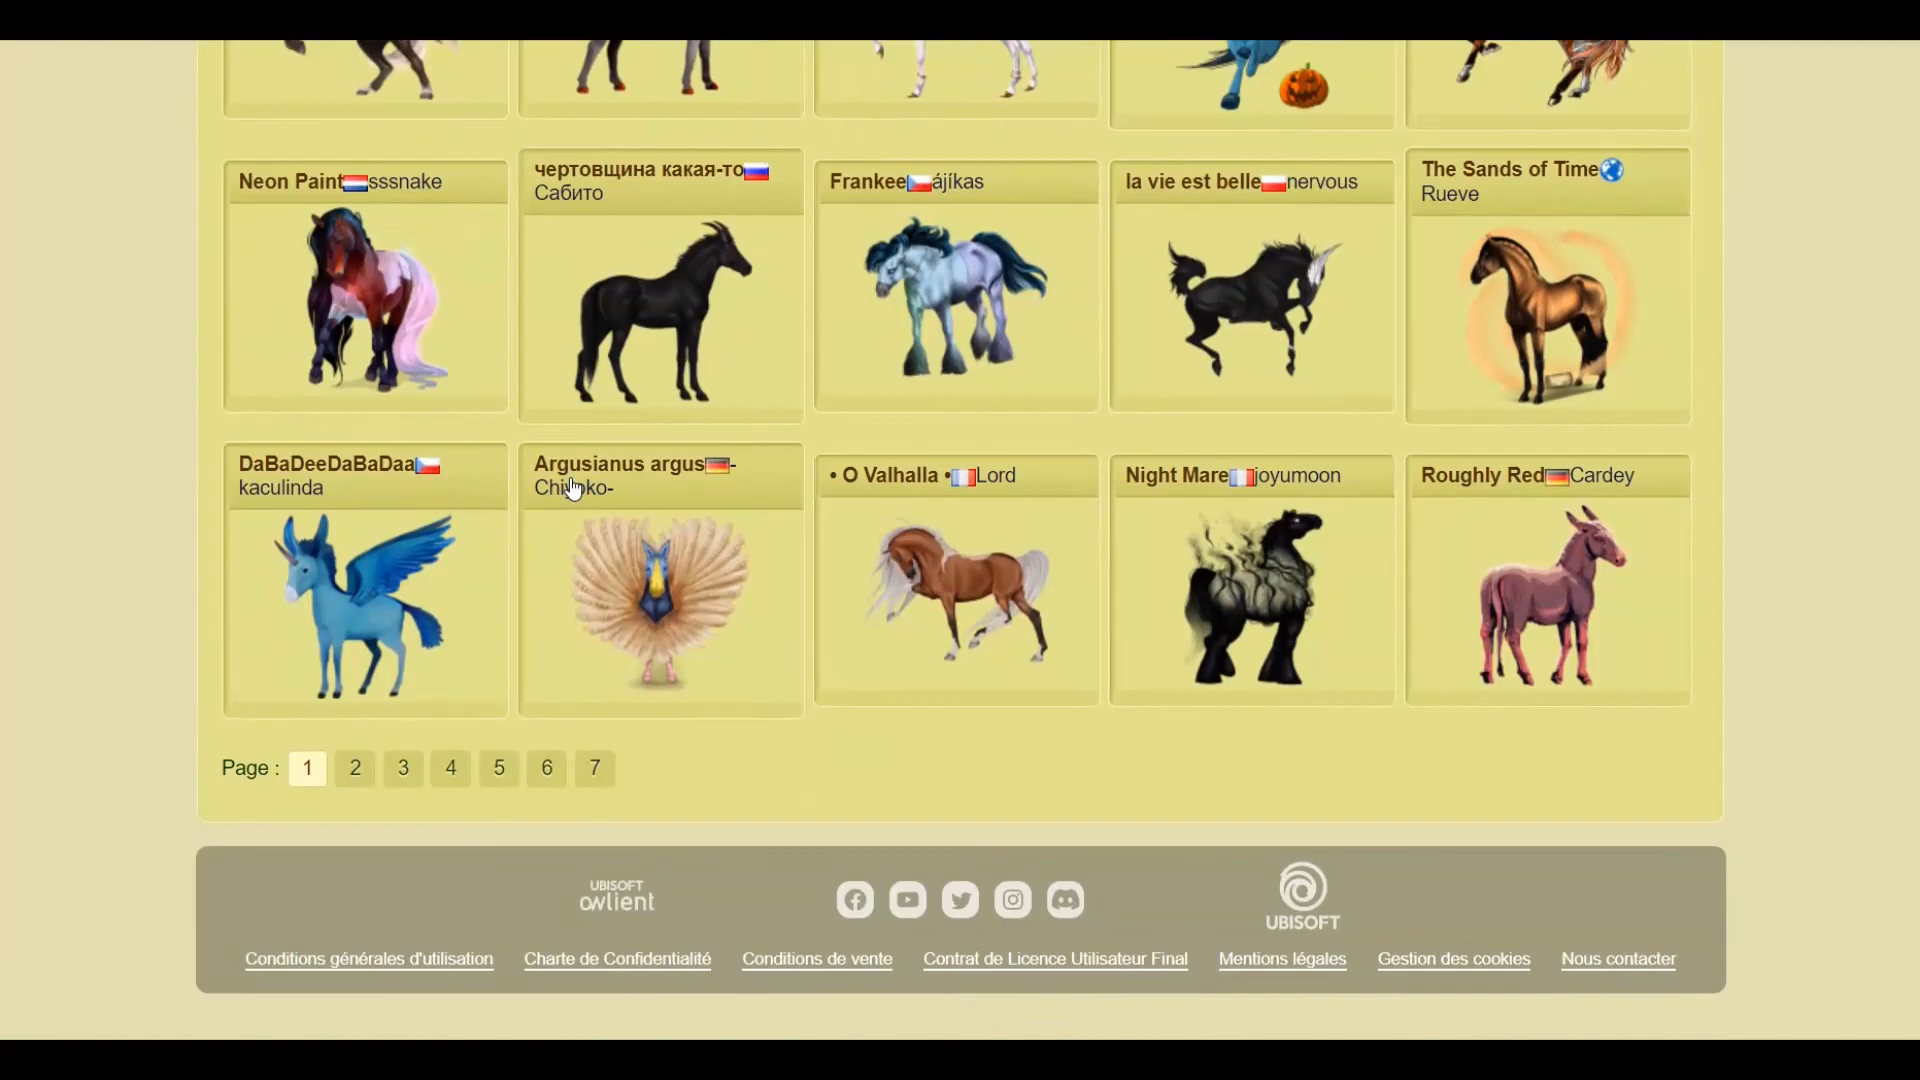 Neon Paint sssnake
чертовщина какая-то
Сабито
Frankee ájíkas
la vie est belle nervous
The Sands of Time
Rueve
DaBaDeeDaBaDaa
kaculinda
Argusianus argus -
• O Valhalla • Lord
Night Mare joyumoon
Roughly Red Cardey
Page : 1 2 3 4 5 6 7
UBISOFT
owlient
UBISOFT
Conditions générales d'utilisation Charte de Confidentialité Conditions de vente Contrat de Licence Utilisateur Final Mentions légales Gestion des cookies Nous contacter